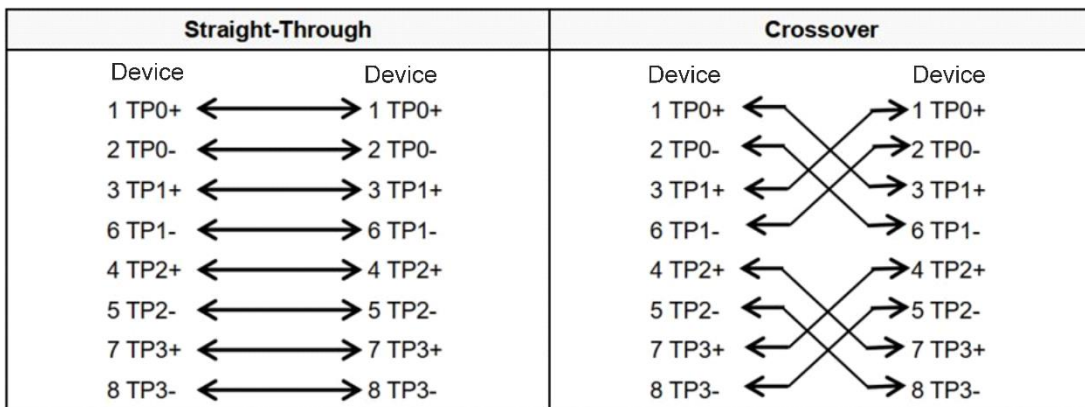 Straight-Through Crossover
Device Device Device Device
1 TP0+ 1 TP0+ 1 TP0+ 1 TP0+
2 TP0- 2 TP0- 2 TP0- 2 TP0-
3 TP1+ 3 TP1+ 3 TP1+ 3 TP1+
6 TP1- 6 TP1- 6 TP1- 6 TP1-
4 TP2+ 4 TP2+ 4 TP2+ 4 TP2+
5 TP2- 5 TP2- 5 TP2- 5 TP2-
7 TP3+ 7 TP3+ 7 TP3+ 7 TP3+
8 TP3- 8 TP3- 8 TP3- 8 TP3-